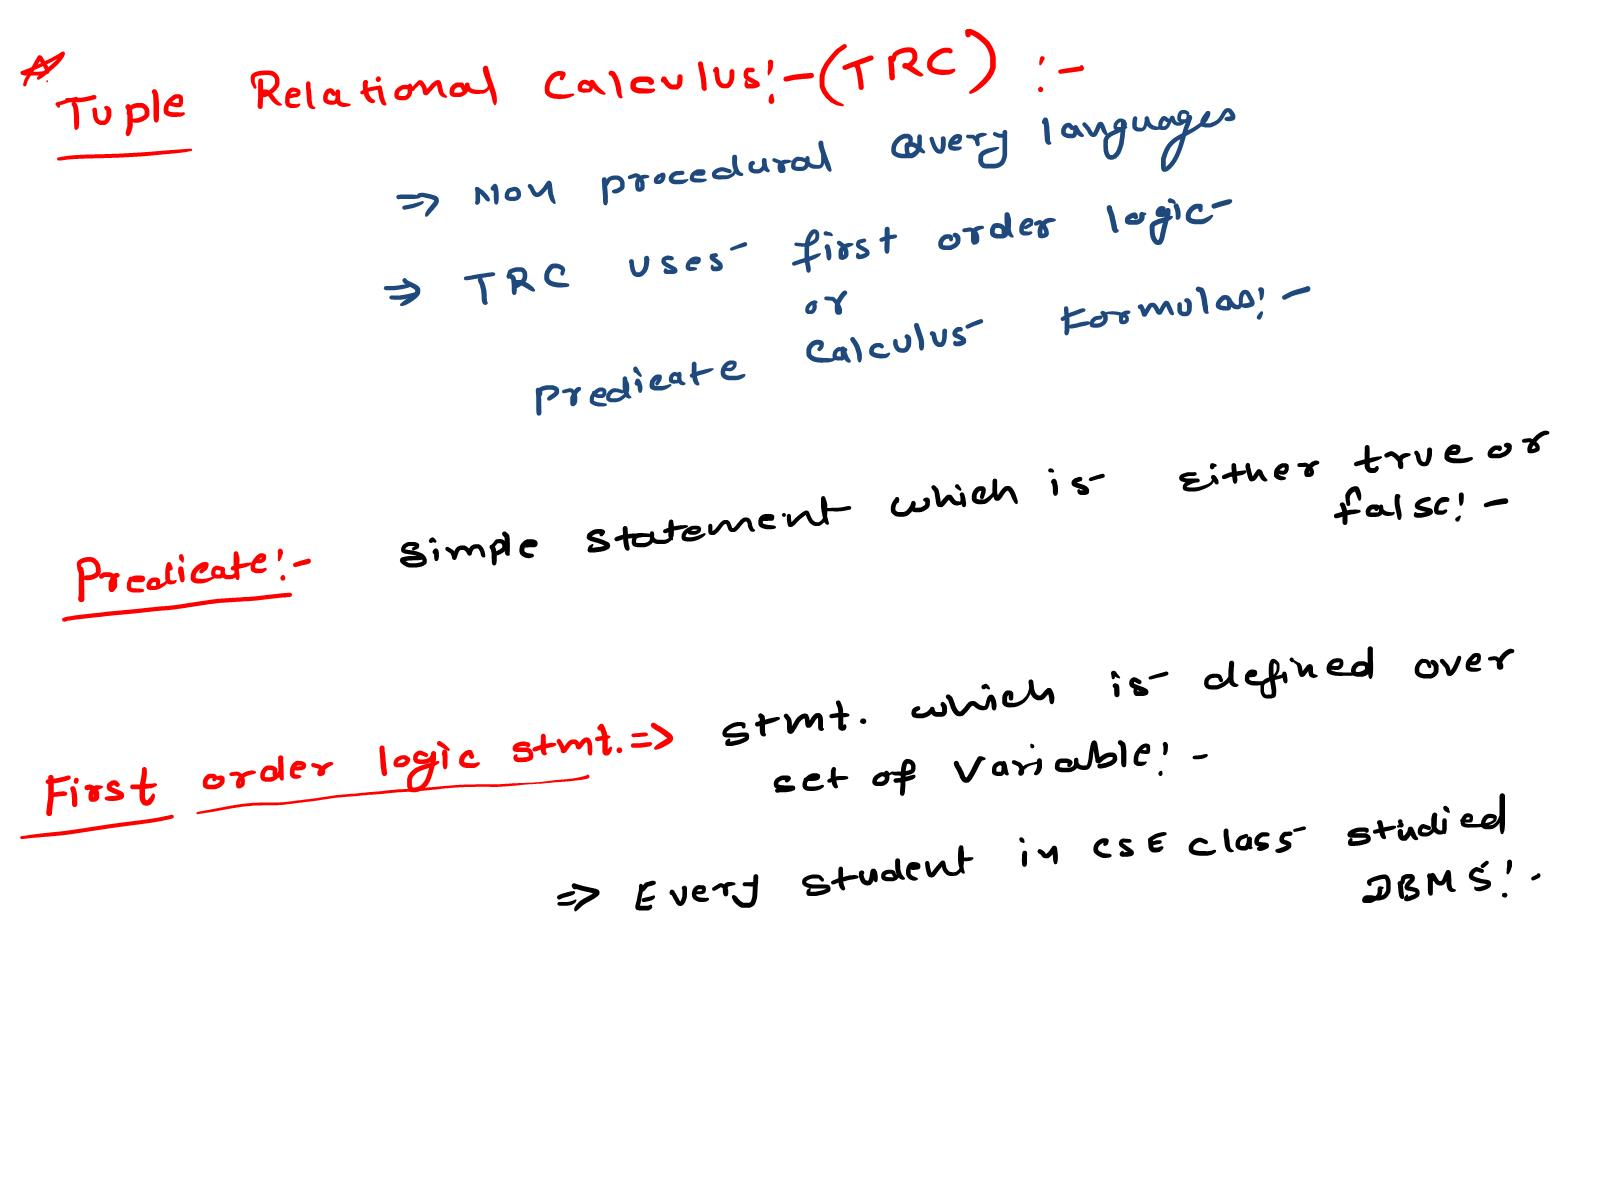 Tuple Relational Calculus:-(TRC) :-
⇒ Non procedural Query languages
⇒ TRC uses first order logic
or
Predicate Calculus Formulas:-
Predicate:- Simple Statement which is Either true or
false:-
First order logic stmt. ⇒ stmt. which is defined over
set of Variable:-
⇒ Every student in CSE class studied
DBMS:-